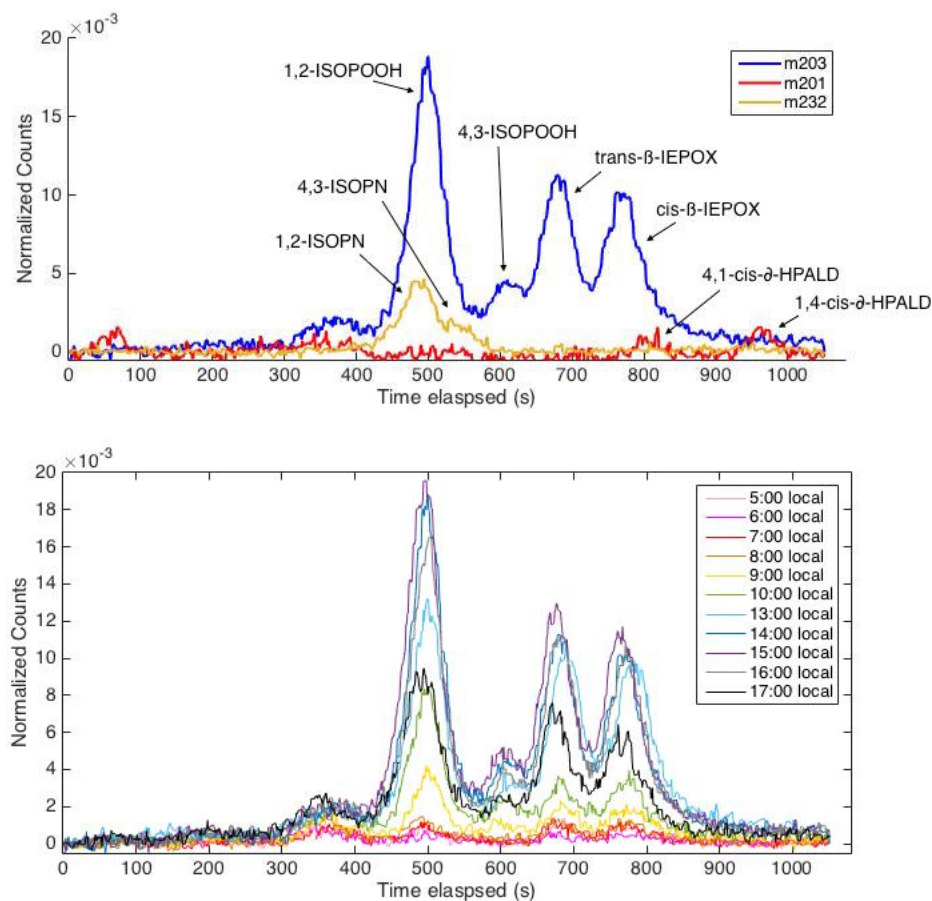 ×10⁻³
20
15
10
5
0
Normalized Counts
1,2-ISOPOOH
4,3-ISOPOOH
4,3-ISOPN
1,2-ISOPN
trans-ß-IEPOX
cis-ß-IEPOX
4,1-cis-∂-HPALD
1,4-cis-∂-HPALD
m203
m201
m232
0 100 200 300 400 500 600 700 800 900 1000
Time elaspsed (s)
×10⁻³
20
18
16
14
12
10
8
6
4
2
0
Normalized Counts
5:00 local
6:00 local
7:00 local
8:00 local
9:00 local
10:00 local
13:00 local
14:00 local
15:00 local
16:00 local
17:00 local
0 100 200 300 400 500 600 700 800 900 1000
Time elaspsed (s)